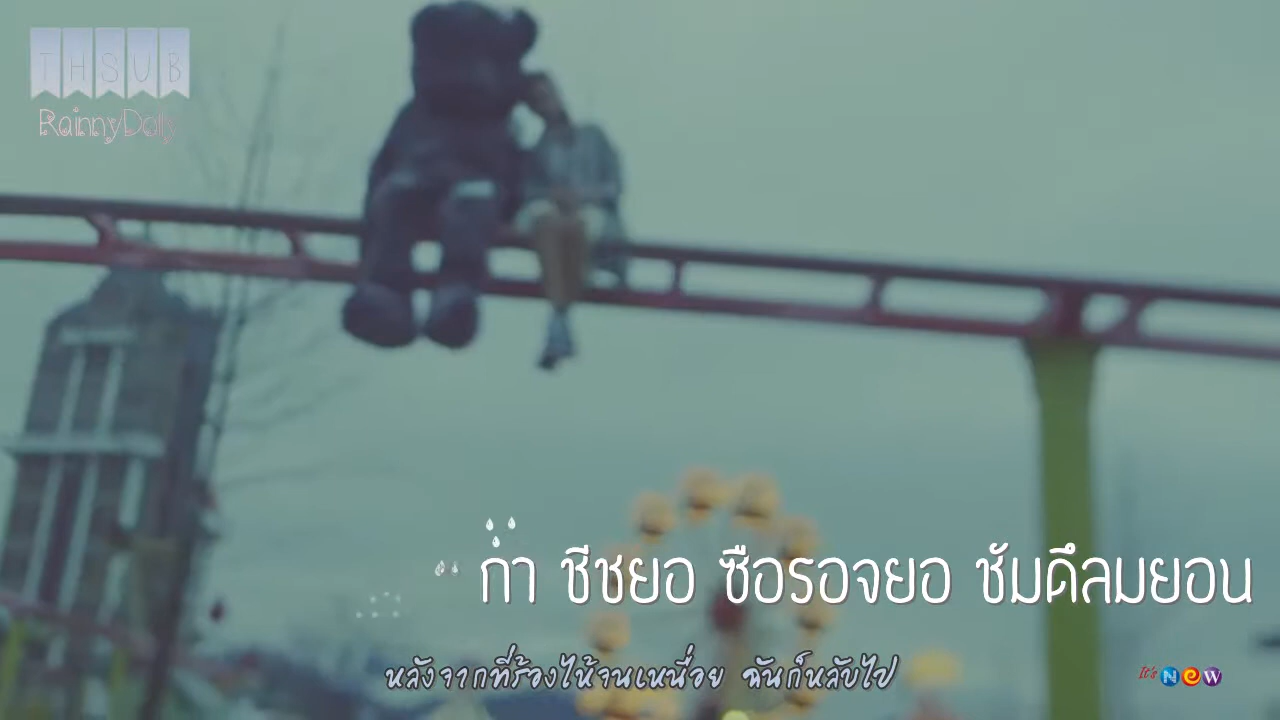 THSUB
RainnyDolly
กา ชีชยอ ซือรอจยอ ชัมดึลมยอน
หลังจากที่ร้องไห้จนเหนื่อย ฉันก็หลับไป
It's New